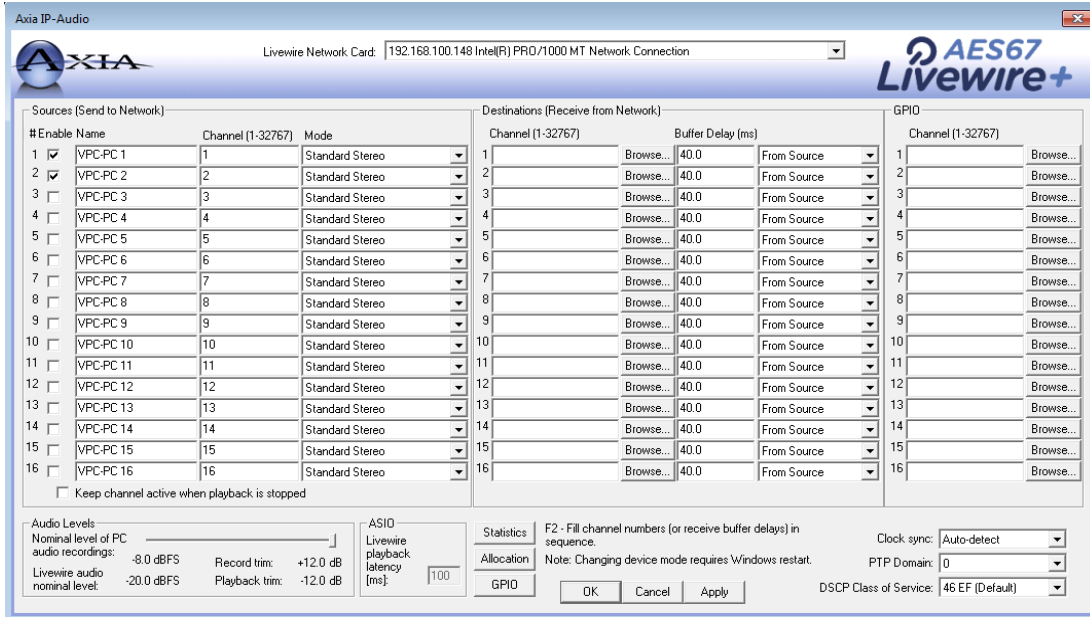 Axia IP-Audio
AXIA
Livewire Network Card: 192.168.100.148 Intel(R) PRO/1000 MT Network Connection
AES67
Livewire+
Sources (Send to Network) Destinations (Receive from Network) GPIO
# Enable Name Channel (1-32767) Mode Channel (1-32767) Buffer Delay (ms) Channel (1-32767)
1 VPC-PC 1 1 Standard Stereo 1 Browse... 40.0 From Source 1 Browse...
2 VPC-PC 2 2 Standard Stereo 2 Browse... 40.0 From Source 2 Browse...
3 VPC-PC 3 3 Standard Stereo 3 Browse... 40.0 From Source 3 Browse...
4 VPC-PC 4 4 Standard Stereo 4 Browse... 40.0 From Source 4 Browse...
5 VPC-PC 5 5 Standard Stereo 5 Browse... 40.0 From Source 5 Browse...
6 VPC-PC 6 6 Standard Stereo 6 Browse... 40.0 From Source 6 Browse...
7 VPC-PC 7 7 Standard Stereo 7 Browse... 40.0 From Source 7 Browse...
8 VPC-PC 8 8 Standard Stereo 8 Browse... 40.0 From Source 8 Browse...
9 VPC-PC 9 9 Standard Stereo 9 Browse... 40.0 From Source 9 Browse...
10 VPC-PC 10 10 Standard Stereo 10 Browse... 40.0 From Source 10 Browse...
11 VPC-PC 11 11 Standard Stereo 11 Browse... 40.0 From Source 11 Browse...
12 VPC-PC 12 12 Standard Stereo 12 Browse... 40.0 From Source 12 Browse...
13 VPC-PC 13 13 Standard Stereo 13 Browse... 40.0 From Source 13 Browse...
14 VPC-PC 14 14 Standard Stereo 14 Browse... 40.0 From Source 14 Browse...
15 VPC-PC 15 15 Standard Stereo 15 Browse... 40.0 From Source 15 Browse...
16 VPC-PC 16 16 Standard Stereo 16 Browse... 40.0 From Source 16 Browse...
Keep channel active when playback is stopped
Audio Levels
Nominal level of PC
audio recordings:
-8.0 dBFS Record trim: +12.0 dB
Livewire audio
nominal level:
-20.0 dBFS Playback trim: -12.0 dB
ASIO
Livewire
playback
latency
[ms]: 100
Statistics
Allocation
GPIO
F2 - Fill channel numbers (or receive buffer delays) in
sequence.
Note: Changing device mode requires Windows restart.
OK Cancel Apply
Clock sync: Auto-detect
PTP Domain: 0
DSCP Class of Service: 46 EF (Default)